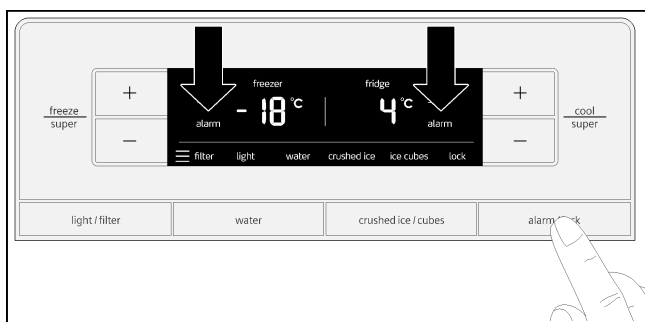 freezer
fridge
+
+
freeze
super
alarm
- 18 °C
4 °C
alarm
cool
super
−
−
filter light water crushed ice ice cubes lock
light / filter water crushed ice / cubes alarm